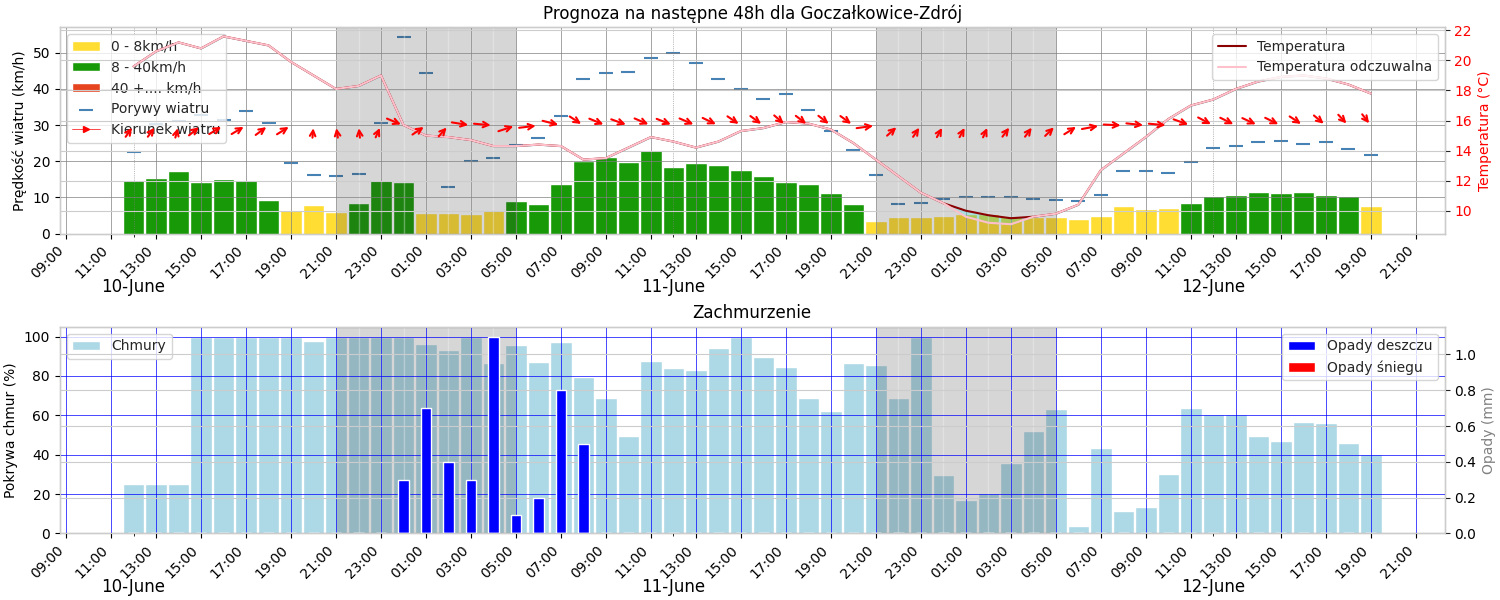 Prognoza na następne 48h dla Goczałkowice-Zdrój
Prędkość wiatru (km/h)
50
40
30
20
10
0
0 - 8km/h
8 - 40km/h
40 +.... km/h
Porywy wiatru
Kierunek wiatru
Temperatura
Temperatura odczuwalna
22
20
18
16
14
12
10
Temperatura (°C)
09:00 11:00 13:00 15:00 17:00 19:00 21:00 23:00 01:00 03:00 05:00 07:00 09:00 11:00 13:00 15:00 17:00 19:00 21:00 23:00 01:00 03:00 05:00 07:00 09:00 11:00 13:00 15:00 17:00 19:00 21:00
10-June 11-June 12-June
Zachmurzenie
Pokrywa chmur (%)
100
80
60
40
20
0
Chmury
Opady deszczu
Opady śniegu
1.0
0.8
0.6
0.4
0.2
0.0
Opady (mm)
09:00 11:00 13:00 15:00 17:00 19:00 21:00 23:00 01:00 03:00 05:00 07:00 09:00 11:00 13:00 15:00 17:00 19:00 21:00 23:00 01:00 03:00 05:00 07:00 09:00 11:00 13:00 15:00 17:00 19:00 21:00
10-June 11-June 12-June